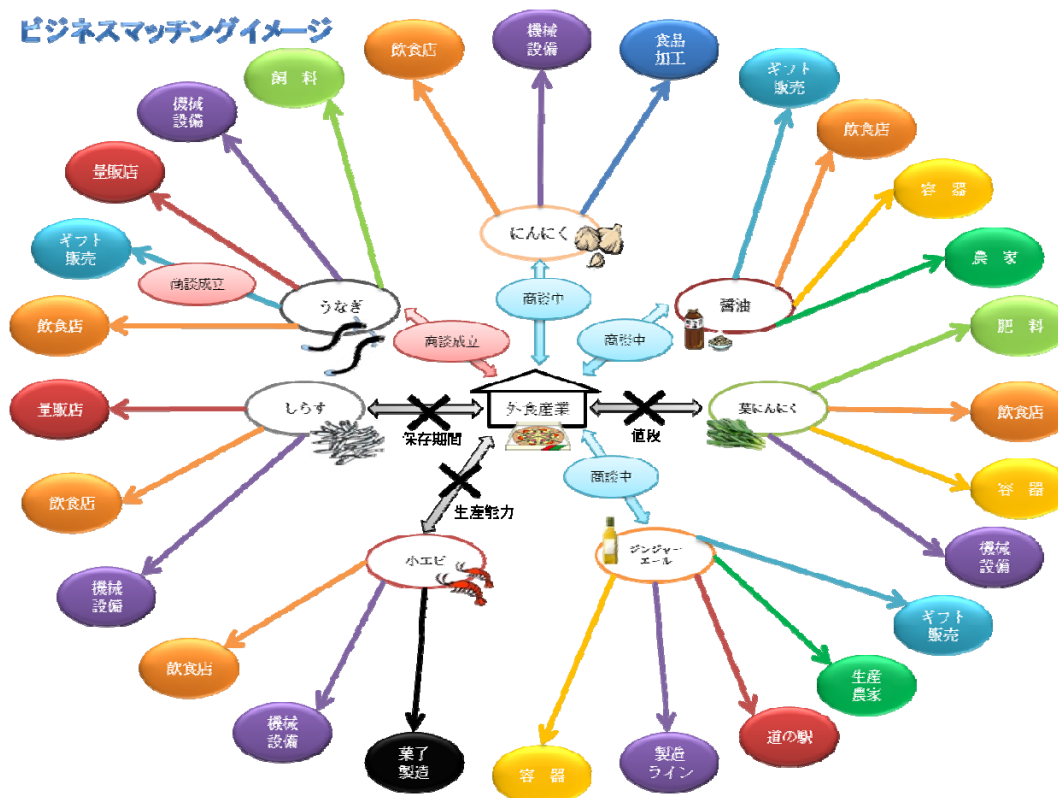 ビジネスマッチングイメージ
飲食店
機械
設備
食品
加工
ギフト
販売
飲食店
容 器
農 家
肥 料
飲食店
容 器
機械
設備
飼 料
機械
設備
量販店
ギフト
販売
商談成立
飲食店
量販店
飲食店
機械
設備
にんにく
うなぎ
醤油
商談中
商談成立
商談中
しらす
外食産業
葉にんにく
保存期間
値段
商談中
生産能力
小エビ
ジンジャー
エール
飲食店
機械
設備
菓子
製造
容 器
製造
ライン
道の駅
生産
農家
ギフト
販売